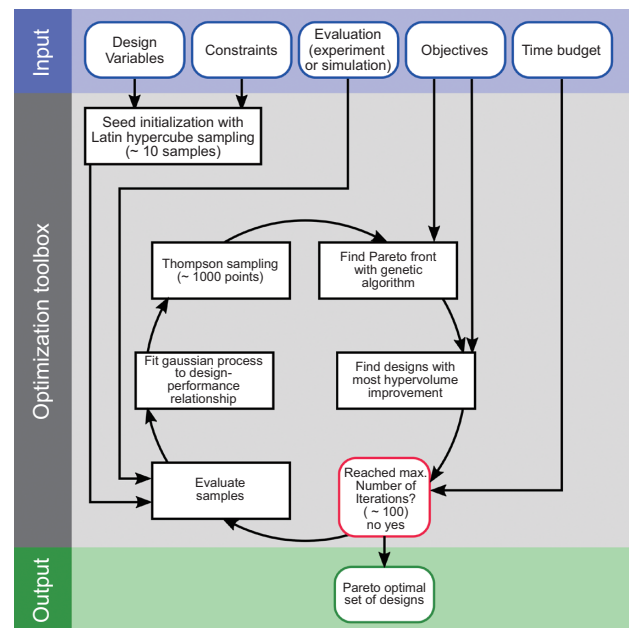 Input
Design
Variables
Constraints
Evaluation
(experiment
or simulation)
Objectives
Time budget
Optimization toolbox
Seed initialization with
Latin hypercube sampling
(~ 10 samples)
Thompson sampling
(~ 1000 points)
Find Pareto front
with genetic
algorithm
Fit gaussian process
to design-
performance
relationship
Find designs with
most hypervolume
improvement
Evaluate
samples
Reached max.
Number of
Iterations?
( ~ 100)
no yes
Output
Pareto optimal
set of designs